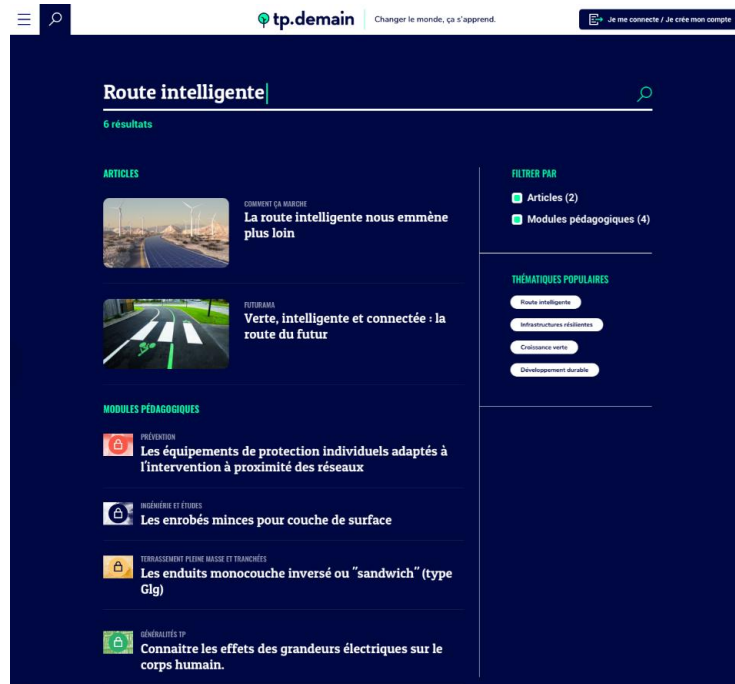 tp.demain
Changer le monde, ça s'apprend.
Je me connecte / Je crée mon compte
Route intelligente
6 résultats
ARTICLES
COMMENT ÇA MARCHE
La route intelligente nous emmène
plus loin
FUTURAMA
Verte, intelligente et connectée : la
route du futur
MODULES PÉDAGOGIQUES
PRÉVENTION
Les équipements de protection individuels adaptés à
l'intervention à proximité des réseaux
INGÉNIÉRIE ET ÉTUDES
Les enrobés minces pour couche de surface
TERRASSEMENT PLEINE MASSE ET TRANCHÉES
Les enduits monocouche inversé ou "sandwich" (type
Glg)
GÉNÉRALITÉS TP
Connaitre les effets des grandeurs électriques sur le
corps humain.
FILTRER PAR
Articles (2)
Modules pédagogiques (4)
THÉMATIQUES POPULAIRES
Route intelligente
Infrastructures résilientes
Croissance verte
Développement durable